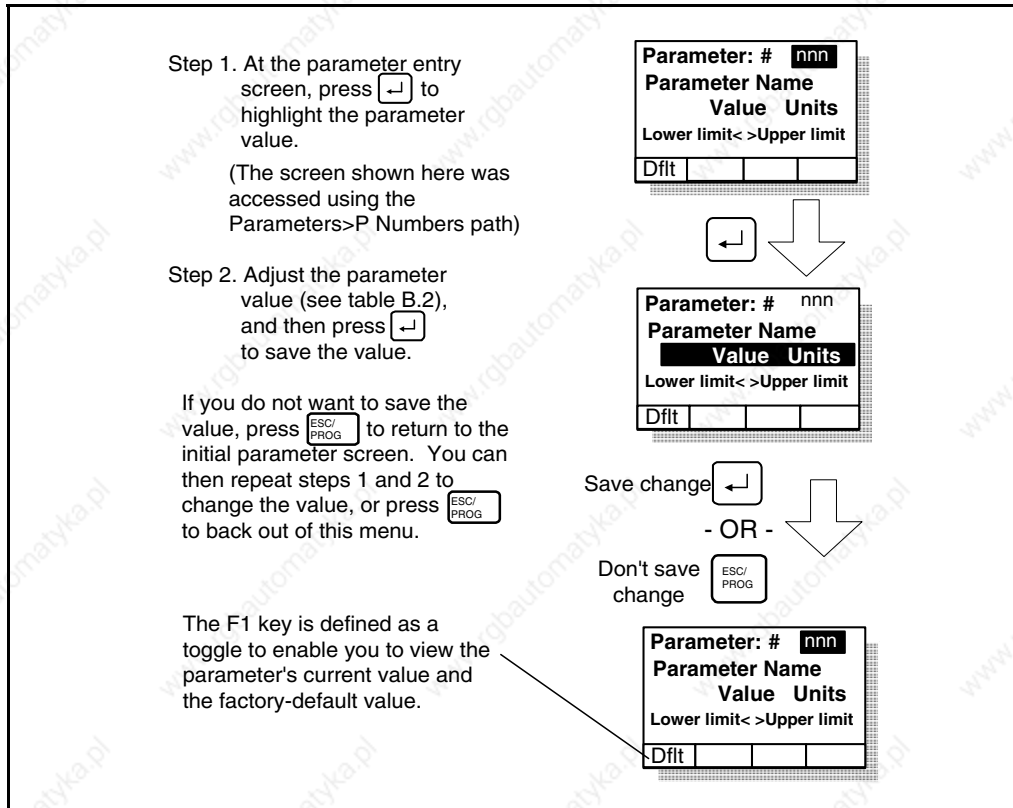 Step 1. At the parameter entry
screen, press ↵ to
highlight the parameter
value.
(The screen shown here was
accessed using the
Parameters>P Numbers path)
Parameter: # nnn
Parameter Name
Value Units
Lower limit< >Upper limit
Dflt
↵
Step 2. Adjust the parameter
value (see table B.2),
and then press ↵
to save the value.
If you do not want to save the
value, press ESC/PROG to return to the
initial parameter screen. You can
then repeat steps 1 and 2 to
change the value, or press ESC/PROG
to back out of this menu.
Parameter: # nnn
Parameter Name
Value Units
Lower limit< >Upper limit
Dflt
Save change ↵
- OR -
Don't save
change
ESC/
PROG
The F1 key is defined as a
toggle to enable you to view the
parameter's current value and
the factory-default value.
Parameter: # nnn
Parameter Name
Value Units
Lower limit< >Upper limit
Dflt
www.rgbautomatyka.pl